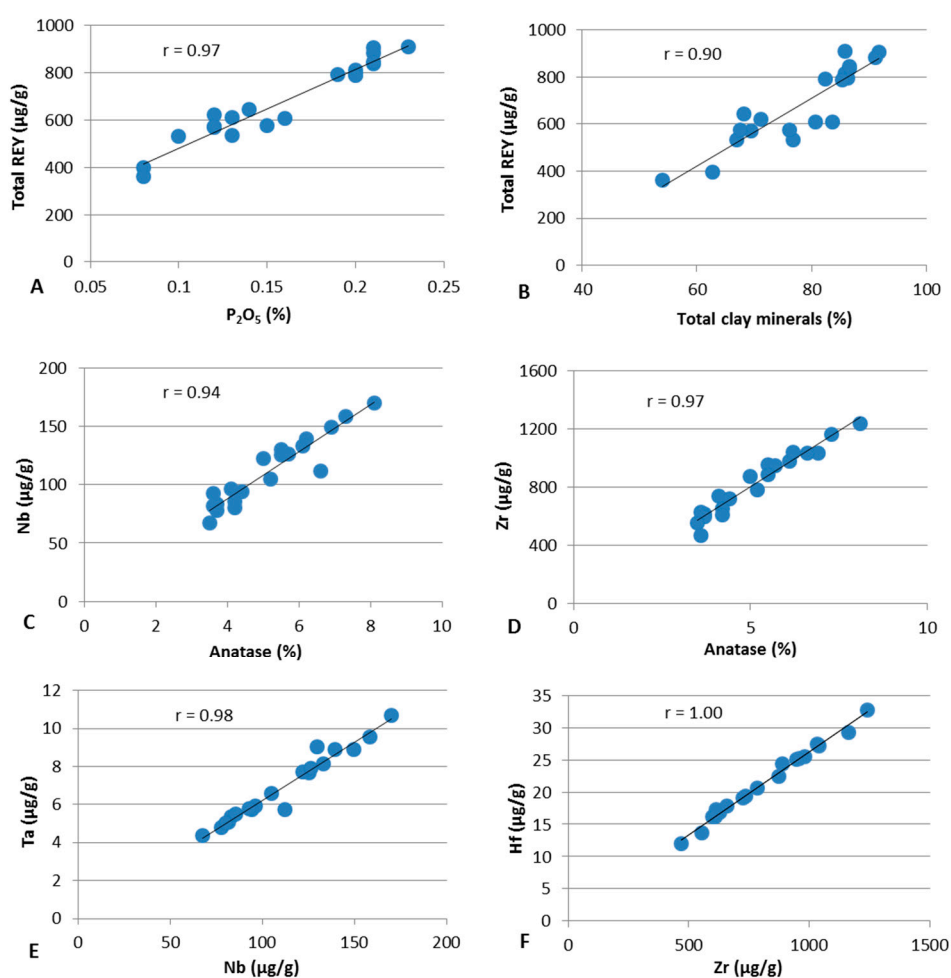 1000
800
600
400
200
0
Total REY (µg/g)
r = 0.97
0.05 0.1 0.15 0.2 0.25
A
P₂O₅ (%)
1000
800
600
400
200
0
Total REY (µg/g)
r = 0.90
40 60 80 100
B
Total clay minerals (%)
200
150
100
50
0
Nb (µg/g)
r = 0.94
0 2 4 6 8 10
C
Anatase (%)
1600
1200
800
400
0
Zr (µg/g)
r = 0.97
0 5 10
D
Anatase (%)
12
10
8
6
4
2
0
Ta (µg/g)
r = 0.98
0 50 100 150 200
E
Nb (µg/g)
35
30
25
20
15
10
5
0
Hf (µg/g)
r = 1.00
0 500 1000 1500
F
Zr (µg/g)